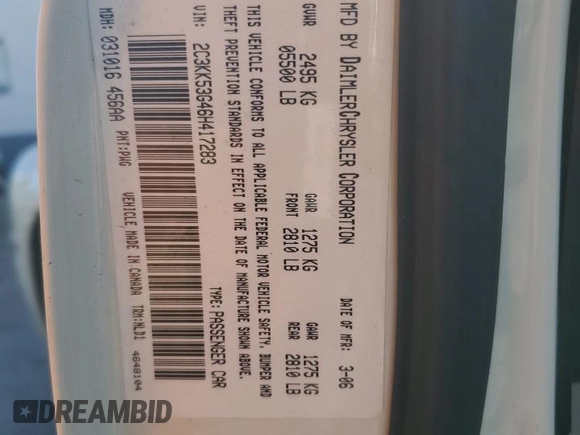 MFD BY DAIMLERCHRYSLER CORPORATION DATE OF MFR: 3-06
GVWR 2495 KG GAWR 1275 KG GAWR 1275 KG
05500 LB FRONT 2810 LB REAR 2810 LB
THIS VEHICLE CONFORMS TO ALL APPLICABLE FEDERAL MOTOR VEHICLE SAFETY, BUMPER AND
THEFT PREVENTION STANDARDS IN EFFECT ON THE DATE OF MANUFACTURE SHOWN ABOVE.
2C3KK53G46H417283 TYPE: PASSENGER CAR
MDH: 031016 456AA PNT: PWG VEHICLE MADE IN CANADA TRM: NLD1 4648104
DREAMBID